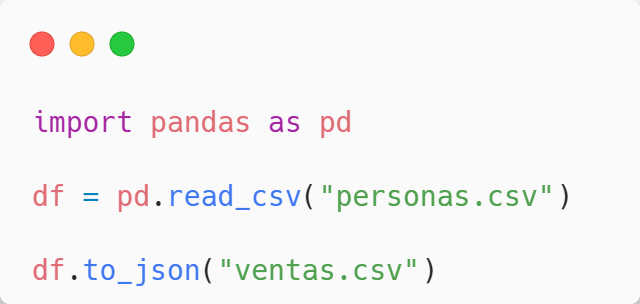 import pandas as pd
df = pd.read_csv("personas.csv")
df.to_json("ventas.csv")